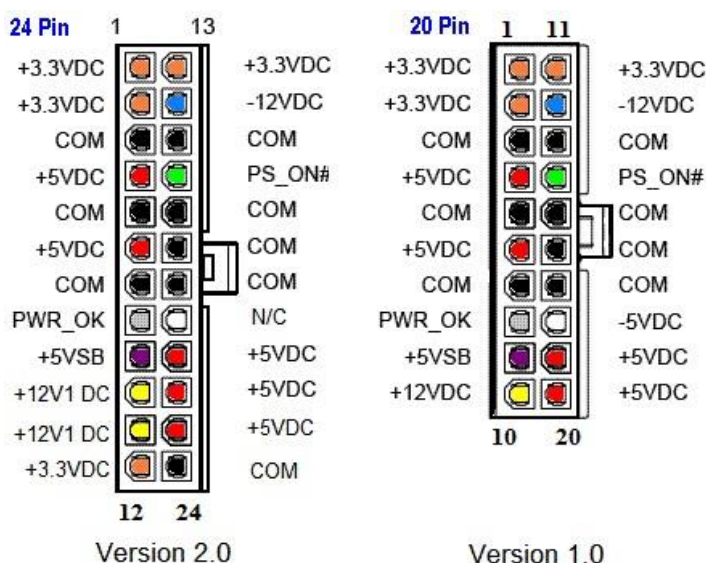 24 Pin 1 13
+3.3VDC +3.3VDC
+3.3VDC -12VDC
COM COM
+5VDC PS_ON#
COM COM
+5VDC COM
COM COM
PWR_OK N/C
+5VSB +5VDC
+12V1 DC +5VDC
+12V1 DC +5VDC
+3.3VDC COM
12 24
Version 2.0
20 Pin 1 11
+3.3VDC +3.3VDC
+3.3VDC -12VDC
COM COM
+5VDC PS_ON#
COM COM
+5VDC COM
COM COM
PWR_OK -5VDC
+5VSB +5VDC
+12VDC +5VDC
10 20
Version 1.0